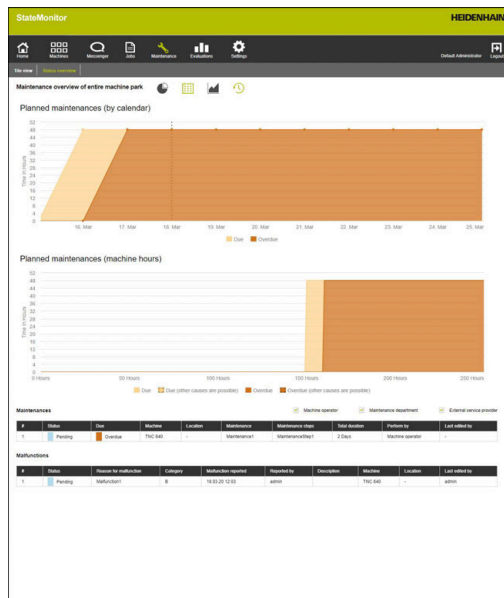 StateMonitor
HEIDENHAIN
Home Machines Messenger Jobs Maintenance Evaluations Settings Default Administrator Logout
Tile view Status overview
Maintenance overview of entire machine park
Planned maintenances (by calendar)
Time in Hours
52
48
44
40
36
32
28
24
20
16
12
8
4
0
16. Mar 17. Mar 18. Mar 19. Mar 20. Mar 21. Mar 22. Mar 23. Mar 24. Mar 25. Mar
Due Overdue
Planned maintenances (machine hours)
Time in Hours
52
48
44
40
36
32
28
24
20
16
12
8
4
0
0 Hours 50 Hours 100 Hours 150 Hours 200 Hours
Due Due (other causes are possible) Overdue Overdue (other causes are possible)
Maintenances
Machine operator Maintenance department External service provider
# Status Due Machine Location Maintenance Maintenance steps Total duration Perform by Last edited by
1 Pending Overdue TNC 640 - Maintenance1 MaintenanceStep1 2 Days Machine operator -
Malfunctions
# Status Reason for malfunction Category Malfunction reported Reported by Description Machine Location Last edited by
1 Pending Malfunction1 B 18.03.20 12:03 admin TNC 640 - admin